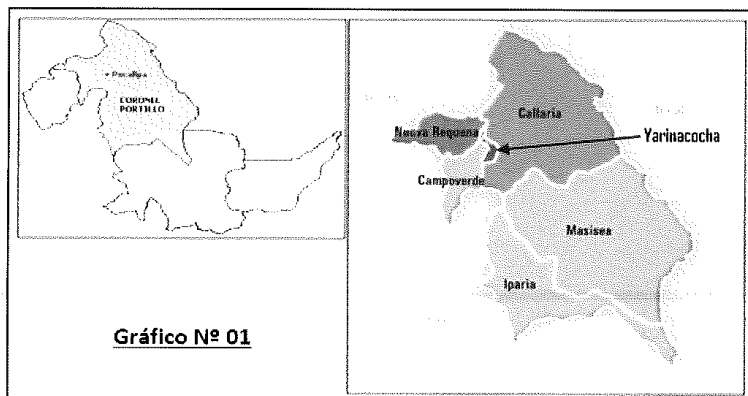 Pucallpa
CORONEL
PORTILLO
Gráfico Nº 01
Callaria
Nueva Requena
Yarinacocha
Campoverde
Masisea
Iparia